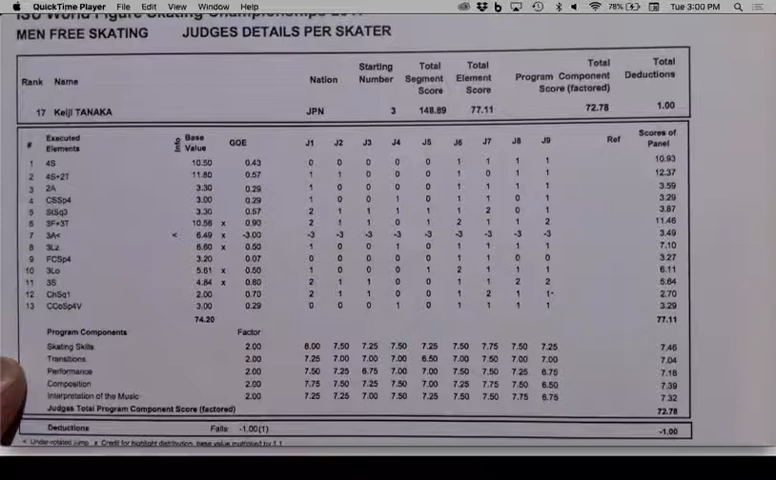 QuickTime Player File Edit View Window Help 78% Tue 3:00 PM
ISU World Figure Skating Championships
MEN FREE SKATING JUDGES DETAILS PER SKATER
Rank Name Nation Starting Number Total Segment Score Total Element Score Total Program Component Score (factored) Total Deductions
17 Keiji TANAKA JPN 3 148.89 77.11 72.78 1.00
# Executed Elements Info Base Value GOE J1 J2 J3 J4 J5 J6 J7 J8 J9 Ref Scores of Panel
1 4S 10.50 0.43 0 0 0 0 0 1 1 1 1 10.93
2 4S+2T 11.80 0.57 1 1 0 0 0 1 0 1 1 12.37
3 2A 3.30 0.29 1 0 0 0 0 1 1 1 1 3.59
4 CSSp4 3.00 0.29 1 0 0 1 0 1 1 0 1 3.29
5 StSq3 3.30 0.57 2 1 1 1 1 1 2 0 1 3.87
6 3F+3T 10.56 x 0.90 2 1 1 0 1 2 1 1 2 11.46
7 3A< < 6.49 x -3.00 -3 -3 -3 -3 -3 -3 -3 -3 -3 3.49
8 3Lz 6.60 x 0.50 1 0 0 1 0 1 1 1 1 7.10
9 FCSp4 3.20 0.07 0 0 0 0 0 1 1 0 0 3.27
10 3Lo 5.61 x 0.50 1 0 0 0 1 2 1 1 1 6.11
11 3S 4.84 x 0.80 2 1 1 0 0 1 1 2 2 5.64
12 ChSq1 2.00 0.70 2 1 1 0 0 1 2 1 1 2.70
13 CCoSp4V 3.00 0.29 0 0 0 1 0 1 1 1 1 3.29
74.20 77.11
Program Components Factor
Skating Skills 2.00 8.00 7.50 7.25 7.50 7.25 7.50 7.75 7.50 7.25 7.46
Transitions 2.00 7.25 7.00 7.00 7.00 6.50 7.50 7.50 7.00 7.00 7.04
Performance 2.00 7.50 7.25 6.75 7.00 7.00 7.50 7.50 7.25 6.75 7.18
Composition 2.00 7.75 7.50 7.25 7.50 7.00 7.25 7.75 7.50 6.50 7.39
Interpretation of the Music 2.00 7.25 7.25 7.00 7.50 7.25 7.50 7.50 7.75 6.75 7.32
Judges Total Program Component Score (factored) 72.78
Deductions Falls: -1.00(1) -1.00
< Under-rotated jump x Credit for highlight distribution, base value multiplied by 1.1